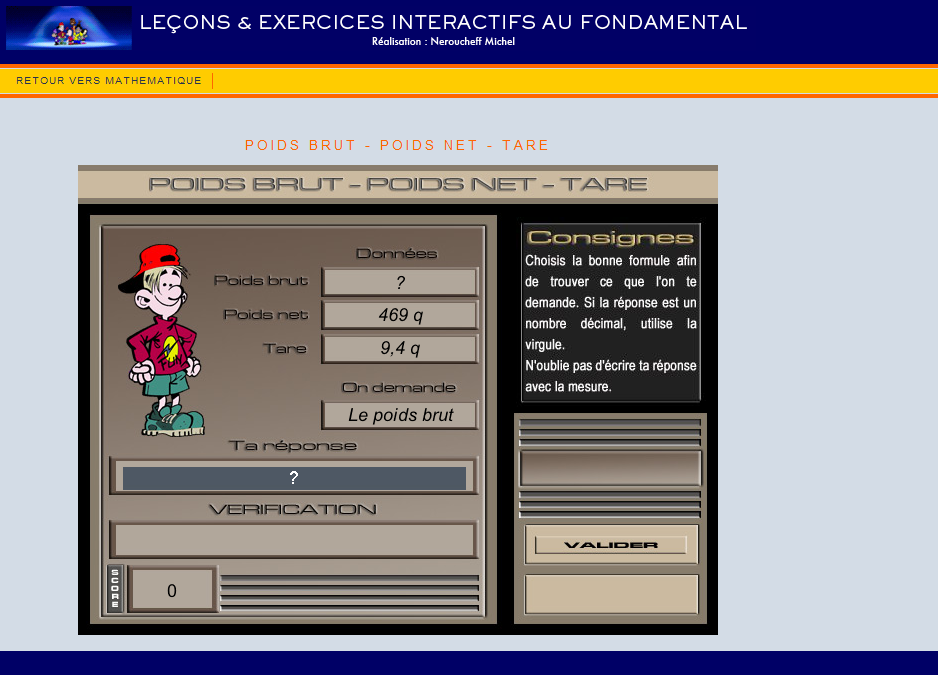 LEÇONS & EXERCICES INTERACTIFS AU FONDAMENTAL
Réalisation : Neroucheff Michel
RETOUR VERS MATHEMATIQUE
POIDS BRUT - POIDS NET - TARE
POIDS BRUT - POIDS NET - TARE
Données
Poids brut
?
Poids net
469 q
Tare
9,4 q
On demande
Le poids brut
Ta réponse
?
VERIFICATION
SCORE
0
Consignes
Choisis la bonne formule afin
de trouver ce que l'on te
demande. Si la réponse est un
nombre décimal, utilise la
virgule.
N'oublie pas d'écrire ta réponse
avec la mesure.
VALIDER